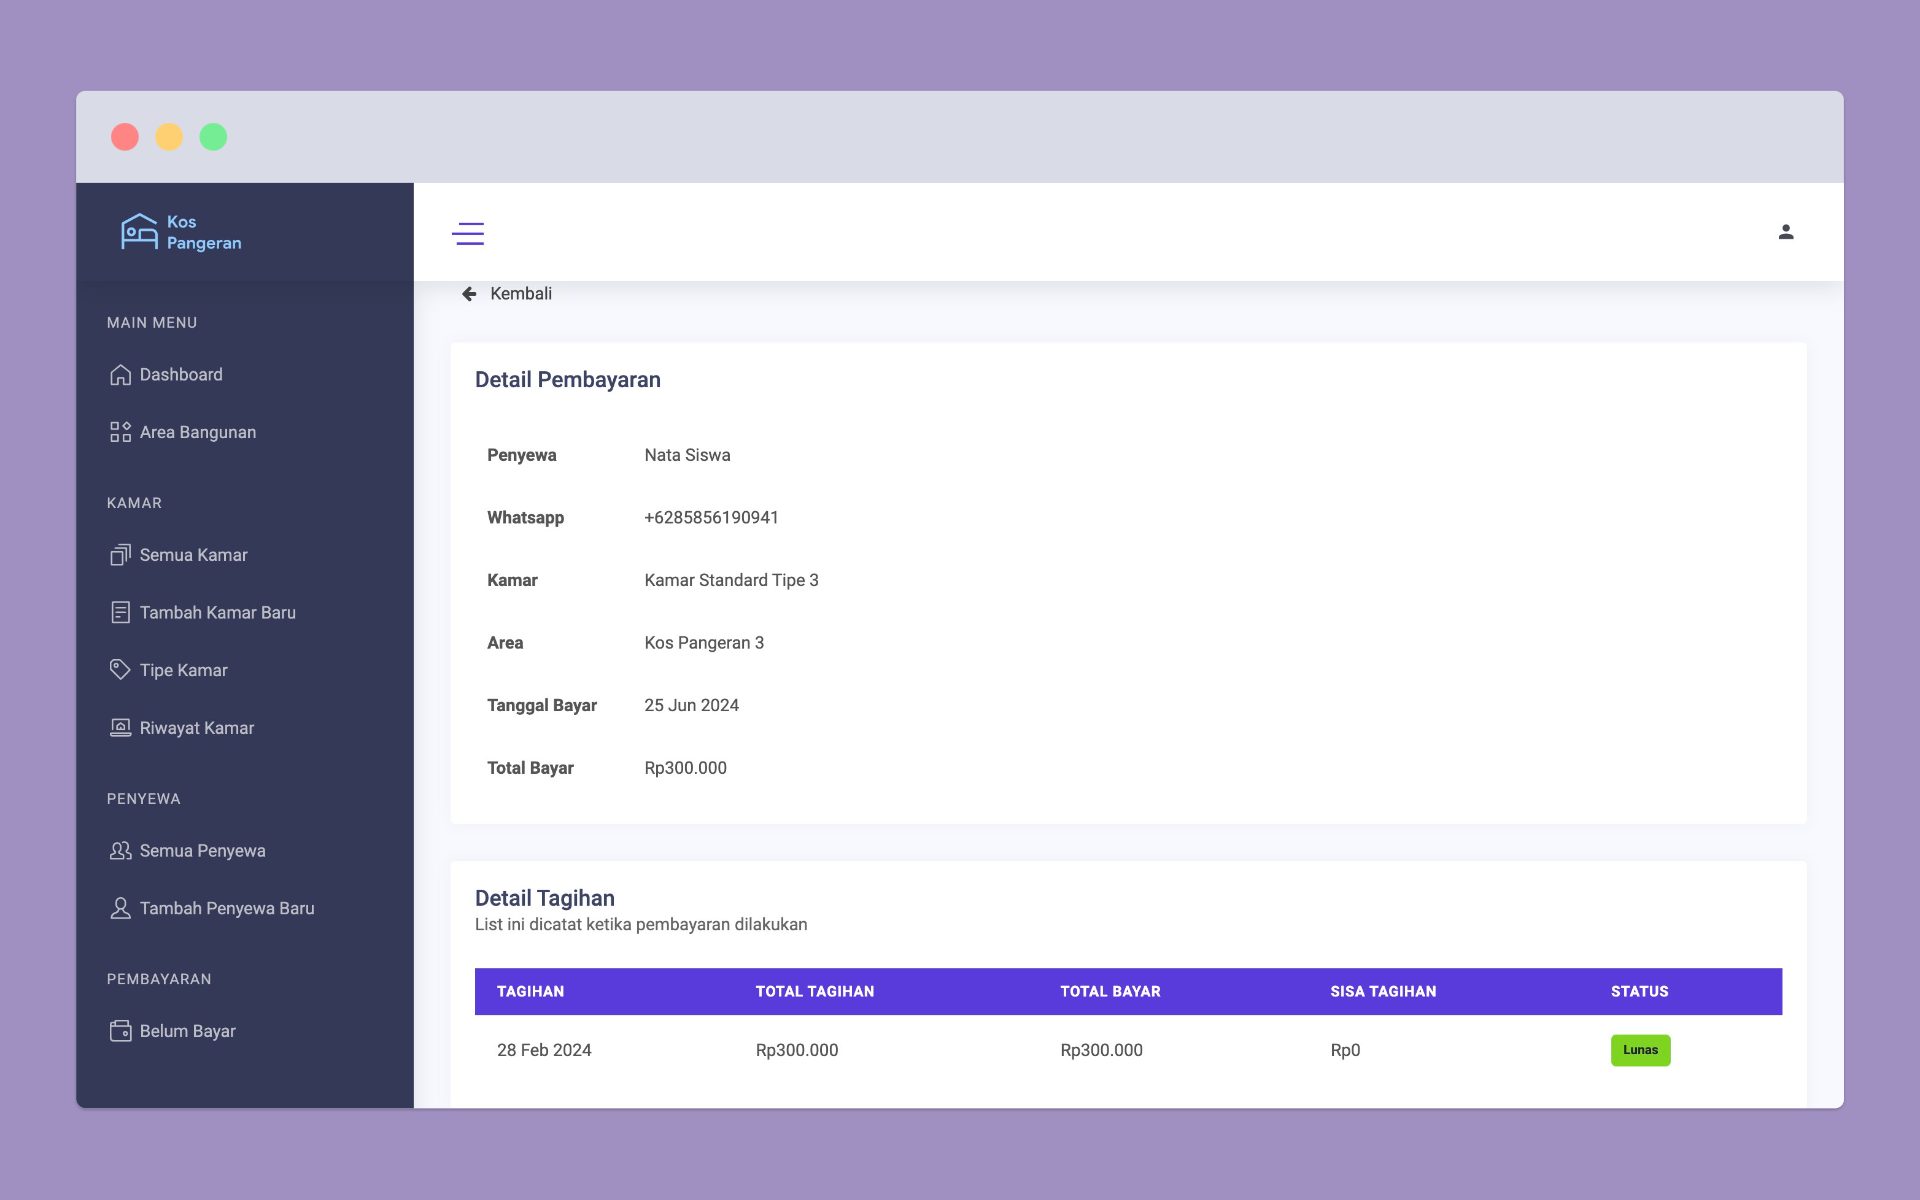 Kos
Pangeran
MAIN MENU
Dashboard
Area Bangunan
KAMAR
Semua Kamar
Tambah Kamar Baru
Tipe Kamar
Riwayat Kamar
PENYEWA
Semua Penyewa
Tambah Penyewa Baru
PEMBAYARAN
Belum Bayar
Kembali
Detail Pembayaran
Penyewa Nata Siswa
Whatsapp +6285856190941
Kamar Kamar Standard Tipe 3
Area Kos Pangeran 3
Tanggal Bayar 25 Jun 2024
Total Bayar Rp300.000
Detail Tagihan
List ini dicatat ketika pembayaran dilakukan
TAGIHAN TOTAL TAGIHAN TOTAL BAYAR SISA TAGIHAN STATUS
28 Feb 2024 Rp300.000 Rp300.000 Rp0 Lunas